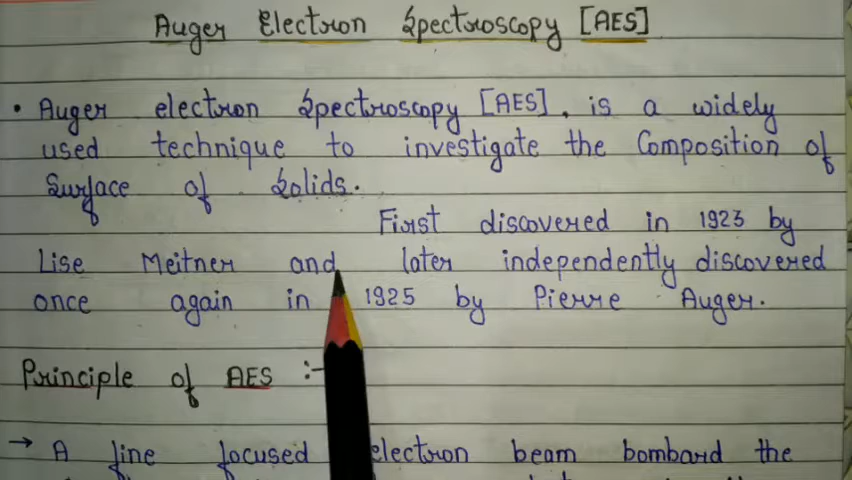 Auger Electron Spectroscopy [AES]
• Auger electron Spectroscopy [AES], is a widely
used technique to investigate the Composition of
Surface of Solids.
First discovered in 1923 by
Lise Meitner and later independently discovered
once again in 1925 by Pierre Auger.
Principle of AES :-
→ A fine focused electron beam bombard the